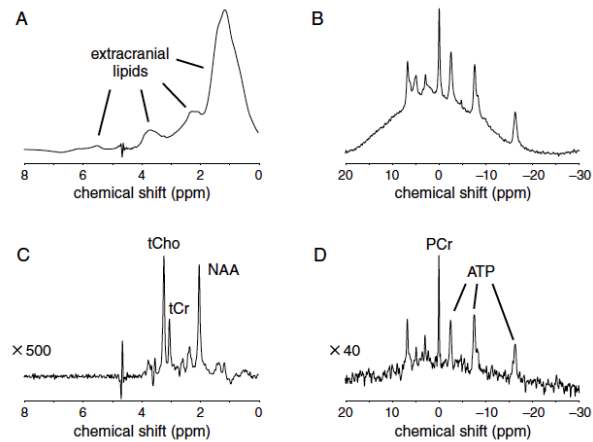 A
extracranial
lipids
8 6 4 2 0
chemical shift (ppm)
B
20 10 0 –10 –20 –30
chemical shift (ppm)
C
tCho
tCr
NAA
×500
8 6 4 2 0
chemical shift (ppm)
D
PCr
ATP
×40
20 10 0 –10 –20 –30
chemical shift (ppm)